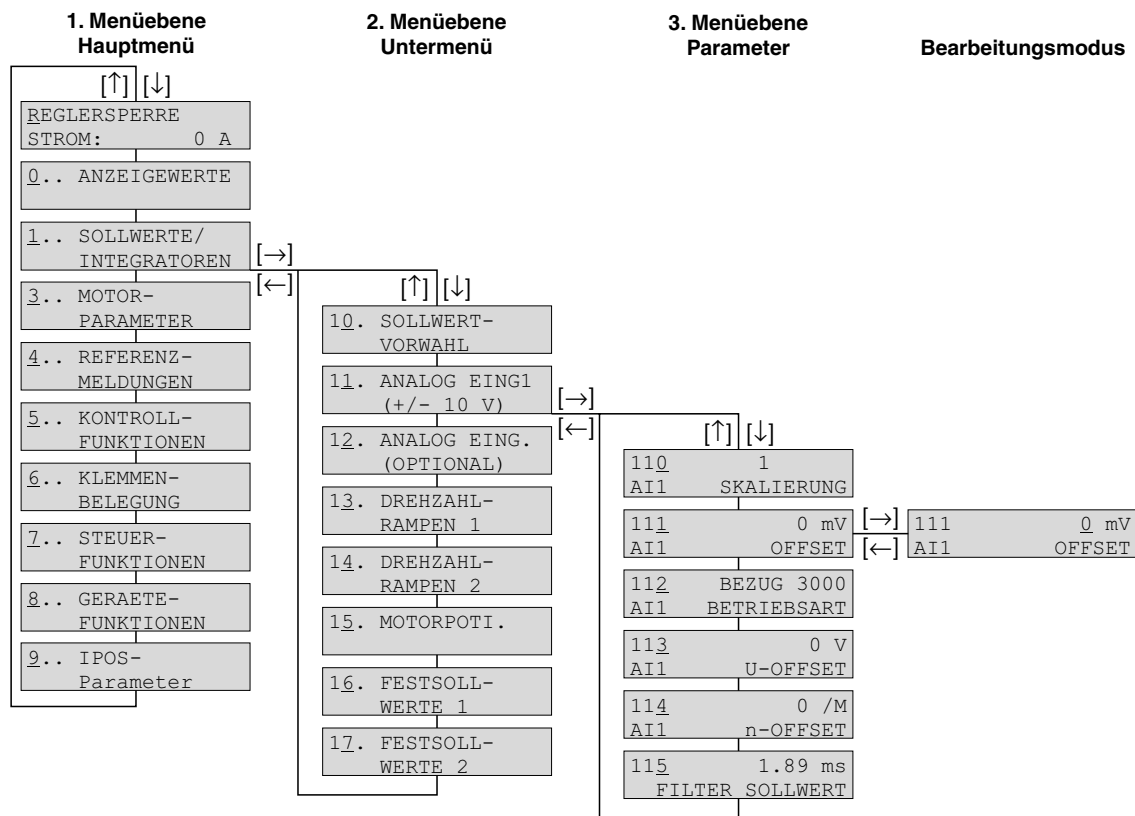 1. Menüebene
Hauptmenü
2. Menüebene
Untermenü
3. Menüebene
Parameter
Bearbeitungsmodus
[↑] [↓]
REGLERSPERRE
STROM: 0 A
0.. ANZEIGEWERTE
1.. SOLLWERTE/
INTEGRATOREN
[→]
[←]
3.. MOTOR-
PARAMETER
4.. REFERENZ-
MELDUNGEN
5.. KONTROLL-
FUNKTIONEN
6.. KLEMMEN-
BELEGUNG
7.. STEUER-
FUNKTIONEN
8.. GERAETE-
FUNKTIONEN
9.. IPOS-
Parameter
[↑] [↓]
10. SOLLWERT-
VORWAHL
11. ANALOG EING1
(+/- 10 V)
[→]
[←]
12. ANALOG EING.
(OPTIONAL)
13. DREHZAHL-
RAMPEN 1
14. DREHZAHL-
RAMPEN 2
15. MOTORPOTI.
16. FESTSOLL-
WERTE 1
17. FESTSOLL-
WERTE 2
[↑] [↓]
110 1
AI1 SKALIERUNG
111 0 mV
AI1 OFFSET
[→]
[←]
112 BEZUG 3000
AI1 BETRIEBSART
113 0 V
AI1 U-OFFSET
114 0 /M
AI1 n-OFFSET
115 1.89 ms
FILTER SOLLWERT
111 0 mV
AI1 OFFSET